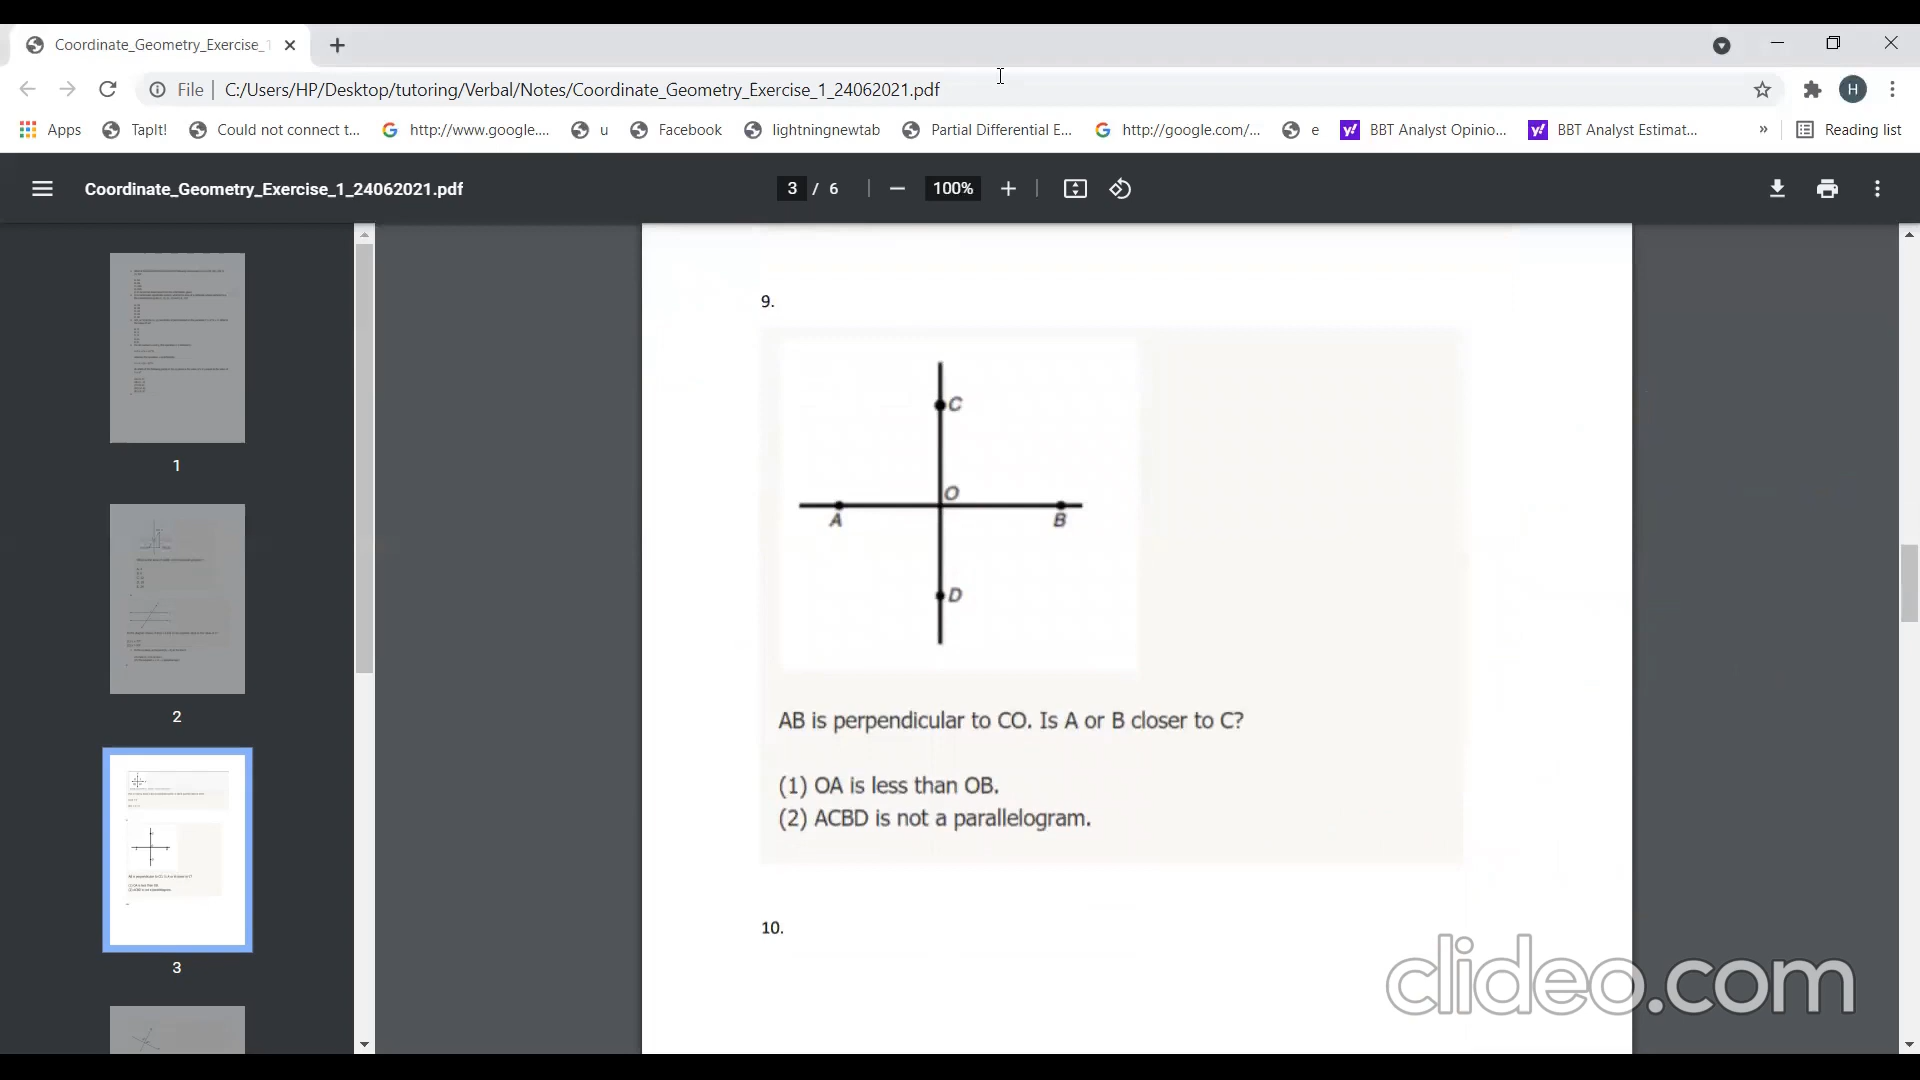 Coordinate_Geometry_Exercise_1
File
C:/Users/HP/Desktop/tutoring/Verbal/Notes/Coordinate_Geometry_Exercise_1_24062021.pdf
H
Apps
TapIt!
Could not connect t...
http://www.google....
u
Facebook
lightningnewtab
Partial Differential E...
http://google.com/...
e
BBT Analyst Opinio...
BBT Analyst Estimat...
»
Reading list
Coordinate_Geometry_Exercise_1_24062021.pdf
3 / 6
100%
1
2
3
9.
C
O
A
B
D
AB is perpendicular to CO. Is A or B closer to C?
(1) OA is less than OB.
(2) ACBD is not a parallelogram.
10.
clideo.com